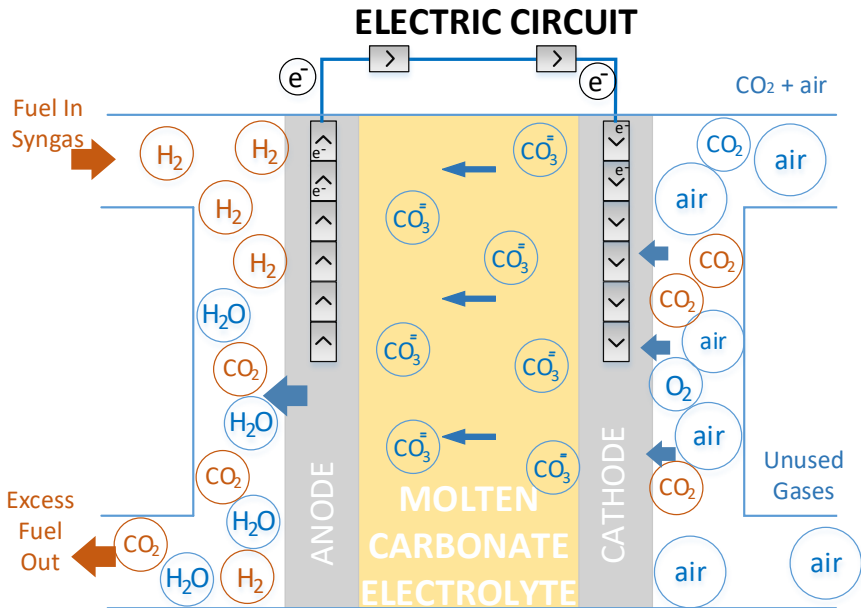 ELECTRIC CIRCUIT
e⁻
e⁻
CO₂ + air
Fuel In
Syngas
H₂
H₂
H₂
H₂
e⁻
e⁻
CO₃⁼
CO₃⁼
CO₃⁼
CO₃⁼
CO₃⁼
CO₃⁼
CO₃⁼
e⁻
e⁻
CO₂
air
air
CO₂
CO₂
air
O₂
air
CO₂
H₂O
CO₂
H₂O
CO₂
H₂O
CO₂
H₂O
H₂
Excess
Fuel
Out
ANODE
MOLTEN
CARBONATE
ELECTROLYTE
CATHODE
Unused
Gases
air
air